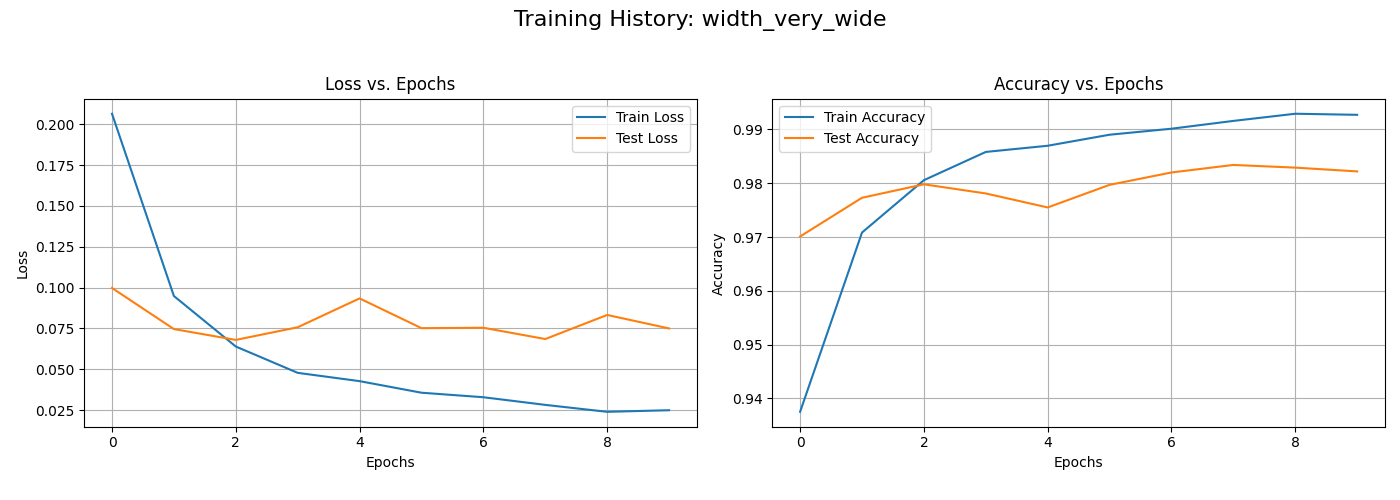 Training History: width_very_wide
Loss vs. Epochs
0.200
0.175
0.150
0.125
0.100
0.075
0.050
0.025
Loss
0 2 4 6 8
Epochs
Train Loss
Test Loss
Accuracy vs. Epochs
0.99
0.98
0.97
0.96
0.95
0.94
Accuracy
0 2 4 6 8
Epochs
Train Accuracy
Test Accuracy